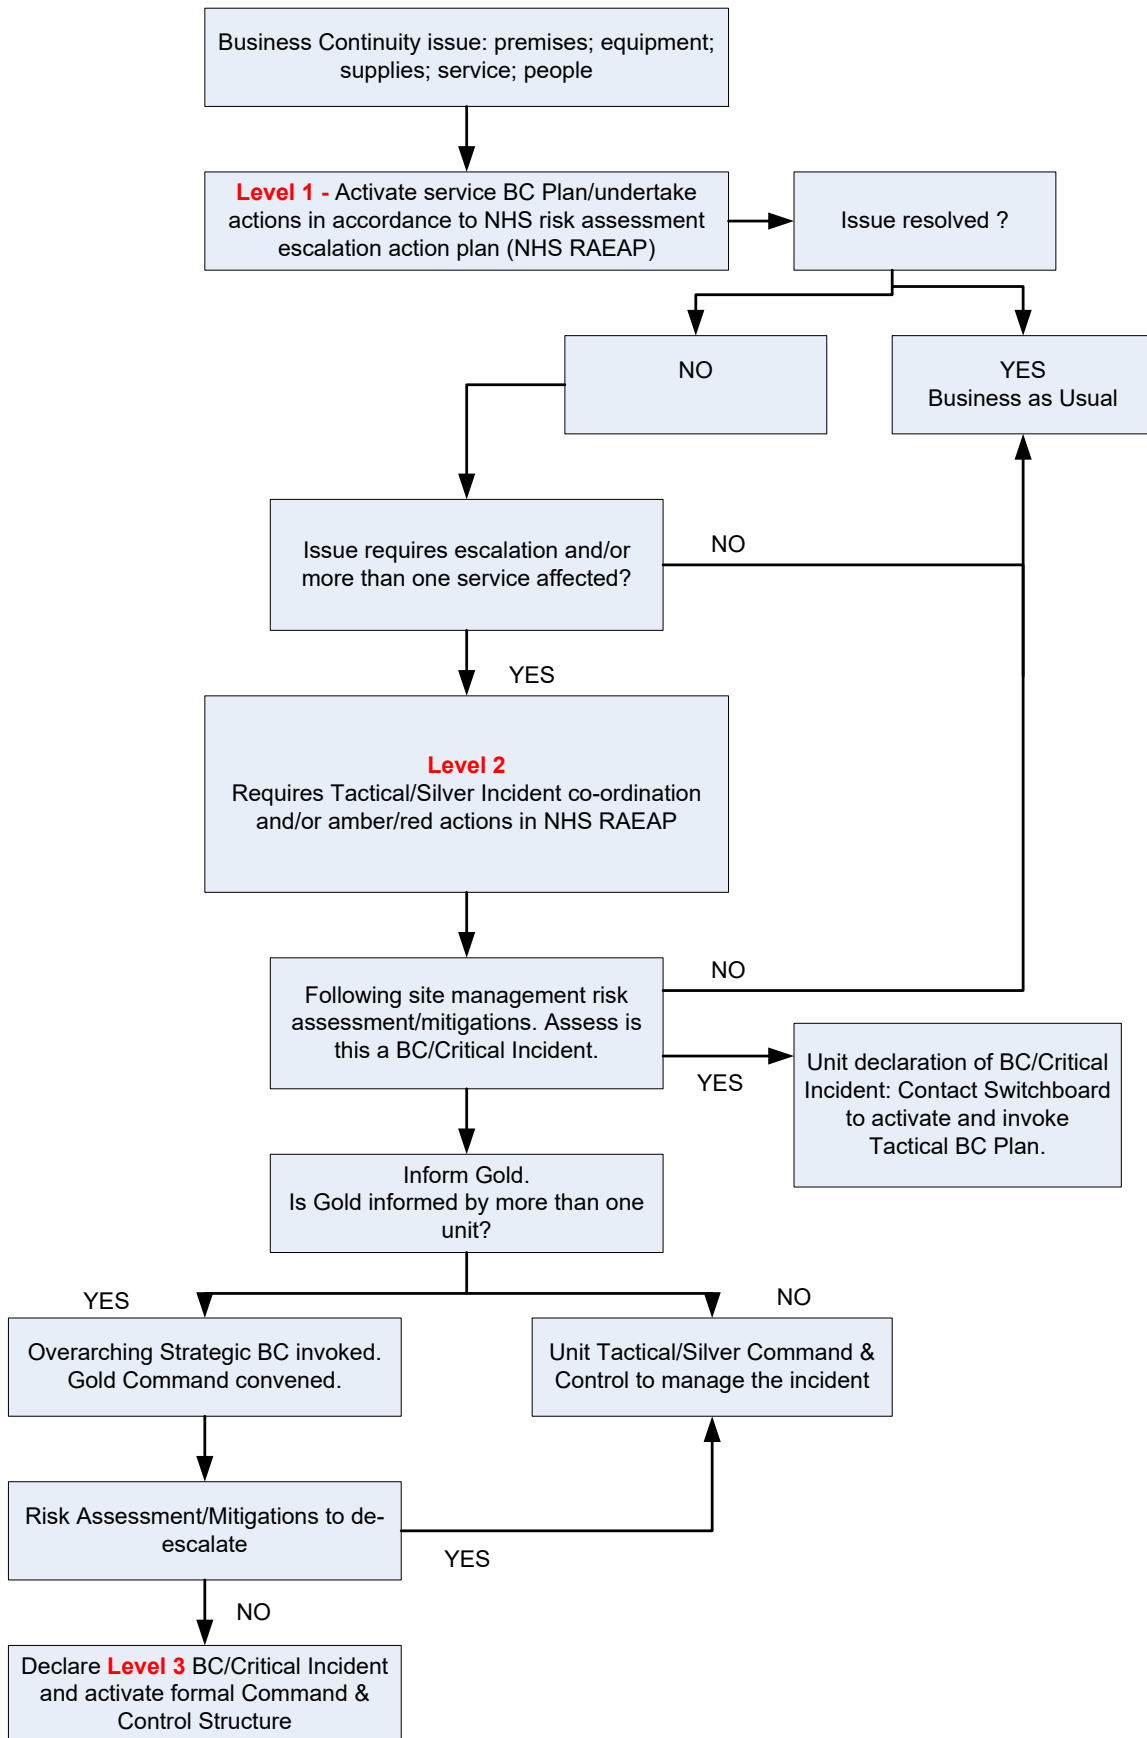 Business Continuity issue: premises; equipment;
supplies; service; people
Level 1 - Activate service BC Plan/undertake
actions in accordance to NHS risk assessment
escalation action plan (NHS RAEAP)
Issue resolved ?
NO
YES
Business as Usual
Issue requires escalation and/or
more than one service affected?
NO
YES
Level 2
Requires Tactical/Silver Incident co-ordination
and/or amber/red actions in NHS RAEAP
Following site management risk
assessment/mitigations. Assess is
this a BC/Critical Incident.
NO
YES
Unit declaration of BC/Critical
Incident: Contact Switchboard
to activate and invoke
Tactical BC Plan.
Inform Gold.
Is Gold informed by more than one
unit?
YES
NO
Overarching Strategic BC invoked.
Gold Command convened.
Unit Tactical/Silver Command &
Control to manage the incident
Risk Assessment/Mitigations to de-
escalate
YES
NO
Declare Level 3 BC/Critical Incident
and activate formal Command &
Control Structure